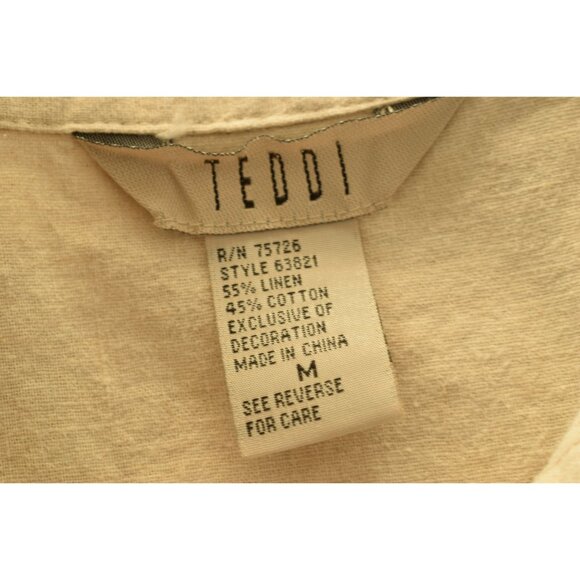 TEDDI
R/N 75726
STYLE 63821
55% LINEN
45% COTTON
EXCLUSIVE OF
DECORATION
MADE IN CHINA
M
SEE REVERSE
FOR CARE